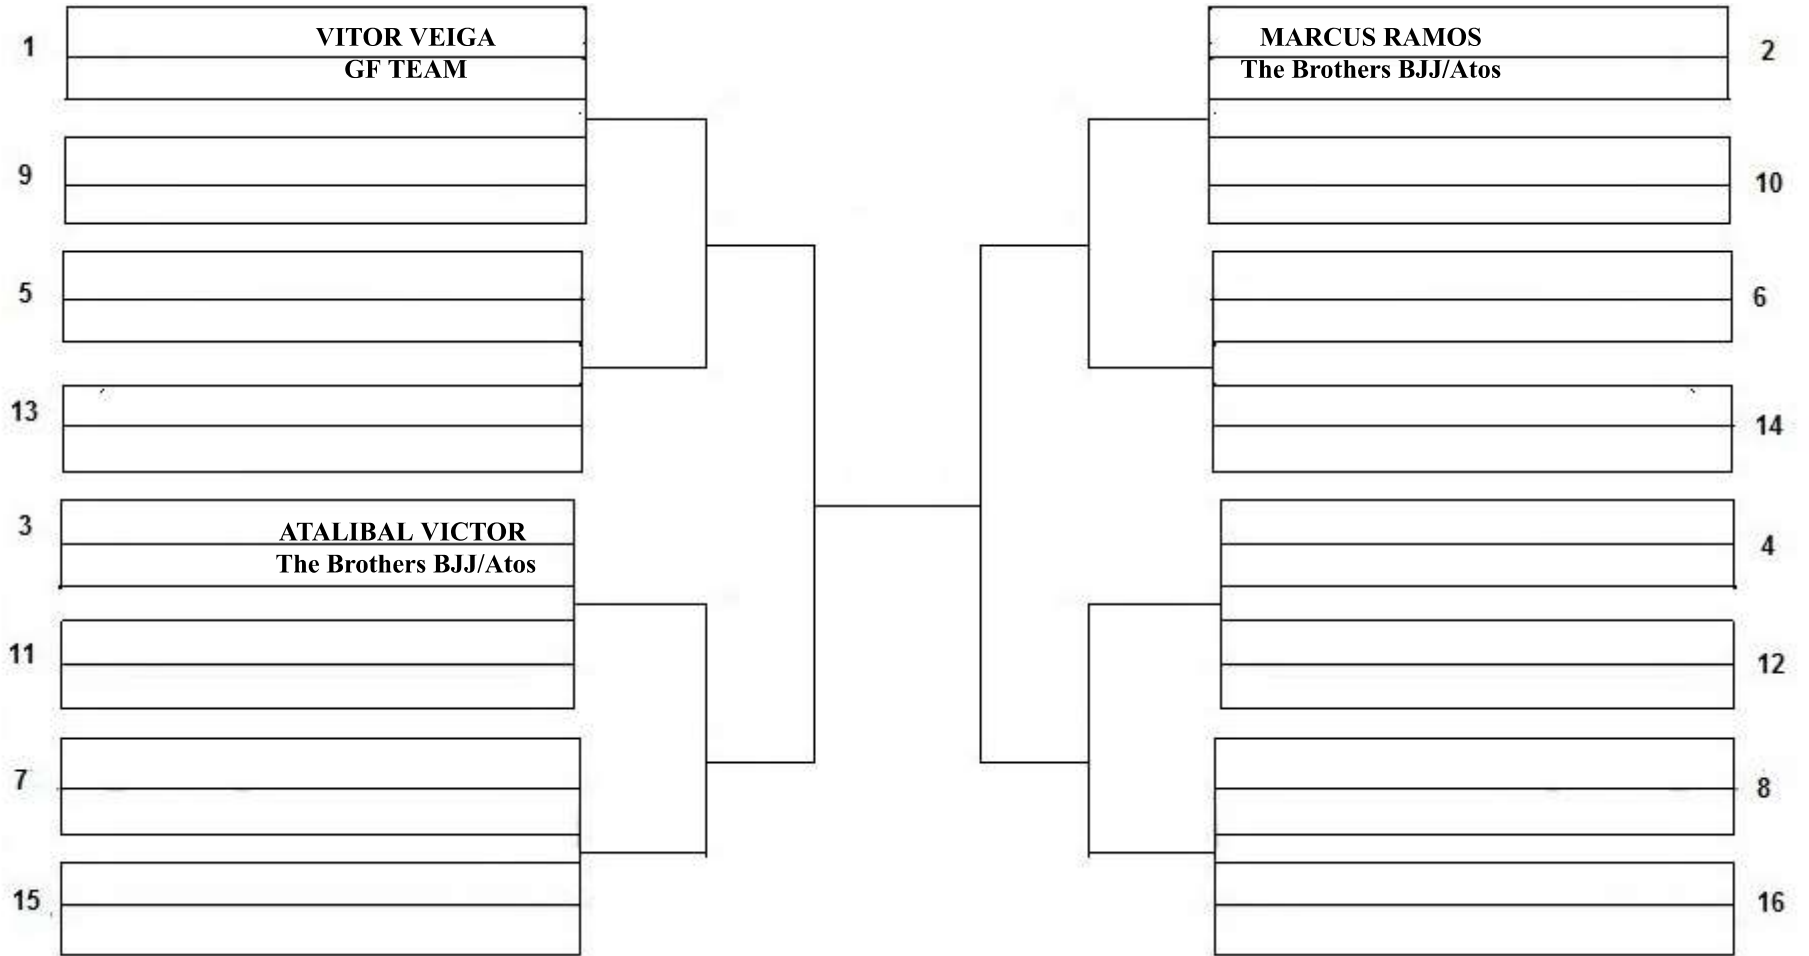 1
VITOR VEIGA
GF TEAM
9
5
13
3
ATALIBAL VICTOR
The Brothers BJJ/Atos
11
7
15
MARCUS RAMOS
The Brothers BJJ/Atos
2
10
6
14
4
12
8
16